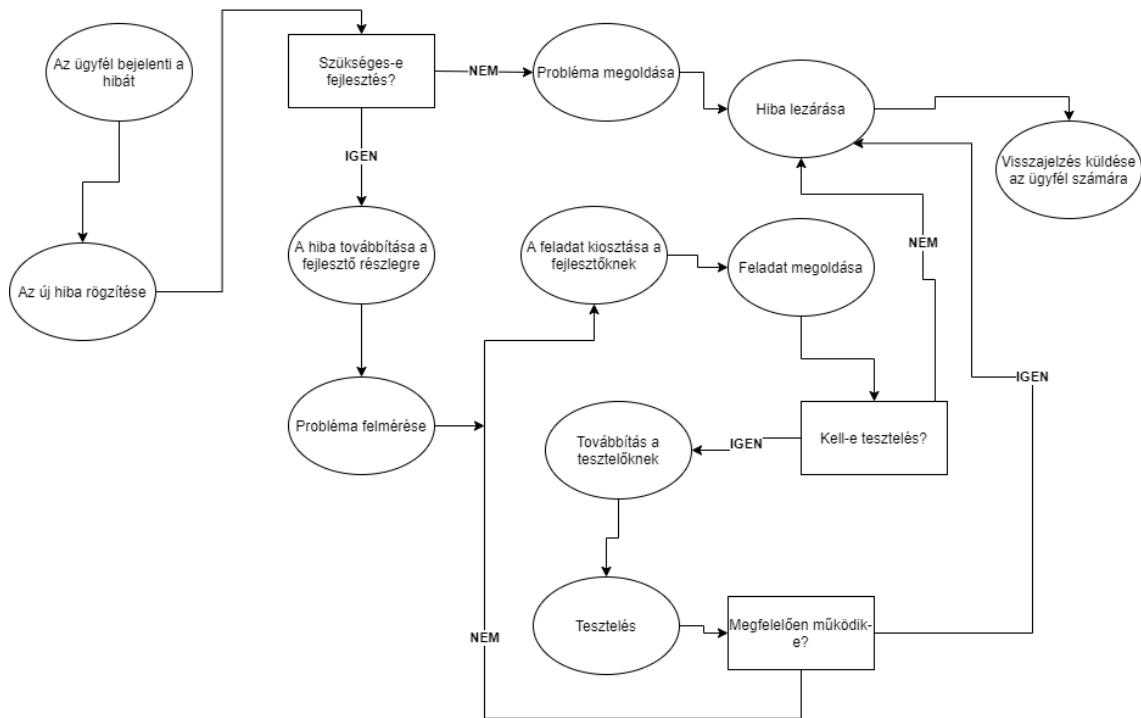 Az ügyfél bejelenti a
hibát
Szükséges-e
fejlesztés?
NEM
Probléma megoldása
Hiba lezárása
Visszajelzés küldése
az ügyfél számára
IGEN
Az új hiba rögzítése
A hiba továbbítása a
fejlesztő részlegre
A feladat kiosztása a
fejlesztőknek
Feladat megoldása
NEM
IGEN
Probléma felmérése
Továbbítás a
tesztelőknek
IGEN
Kell-e tesztelés?
NEM
Tesztelés
Megfelelően működik-
e?